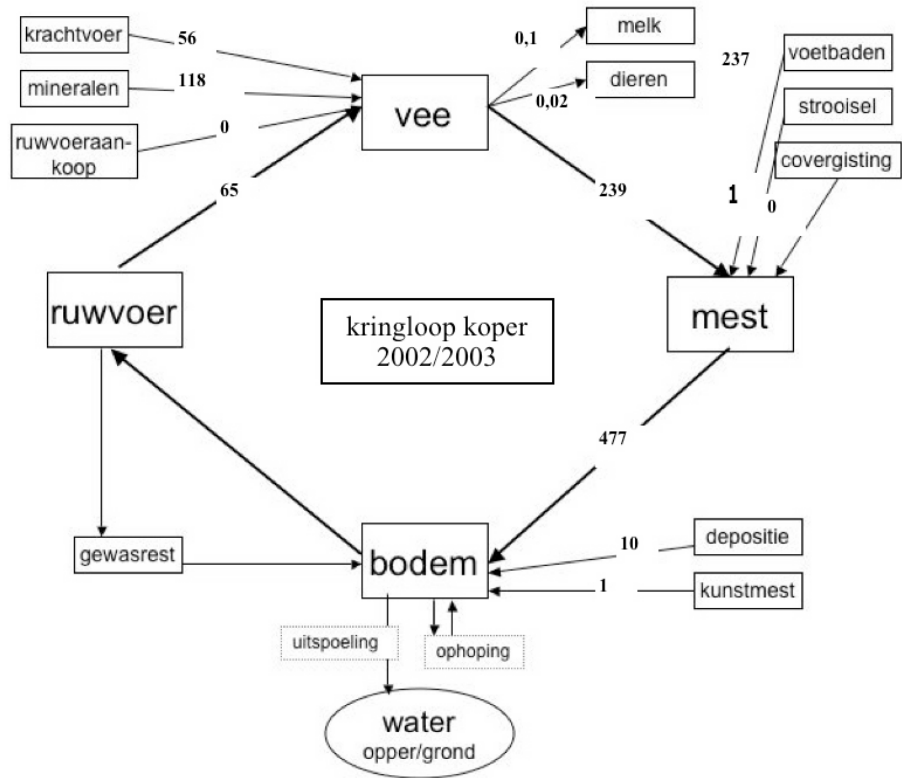 krachtvoer
56
0,1
melk
237
voetbaden
mineralen
118
vee
0,02
dieren
strooisel
ruwvoeraan-
koop
0
covergisting
65
239
1
0
ruwvoer
kringloop koper
2002/2003
mest
477
gewasrest
bodem
10
depositie
1
kunstmest
uitspoeling
ophoping
water
opper/grond